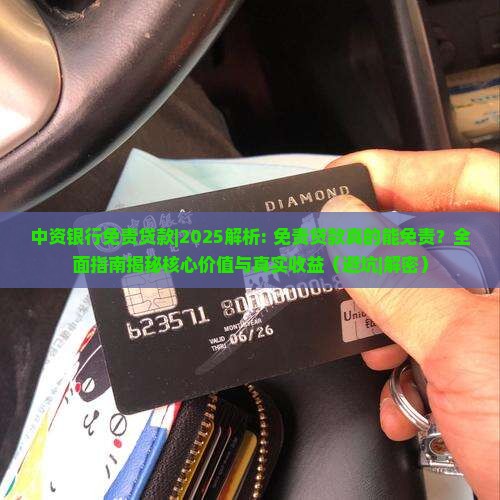 DIAMOND
中资银行免责贷款|2025解析: 免责贷款真的能免责？全
面指南揭秘核心价值与真实收益（避坑|解密）
MONTH/YEAR
VALID
THRU
06/26